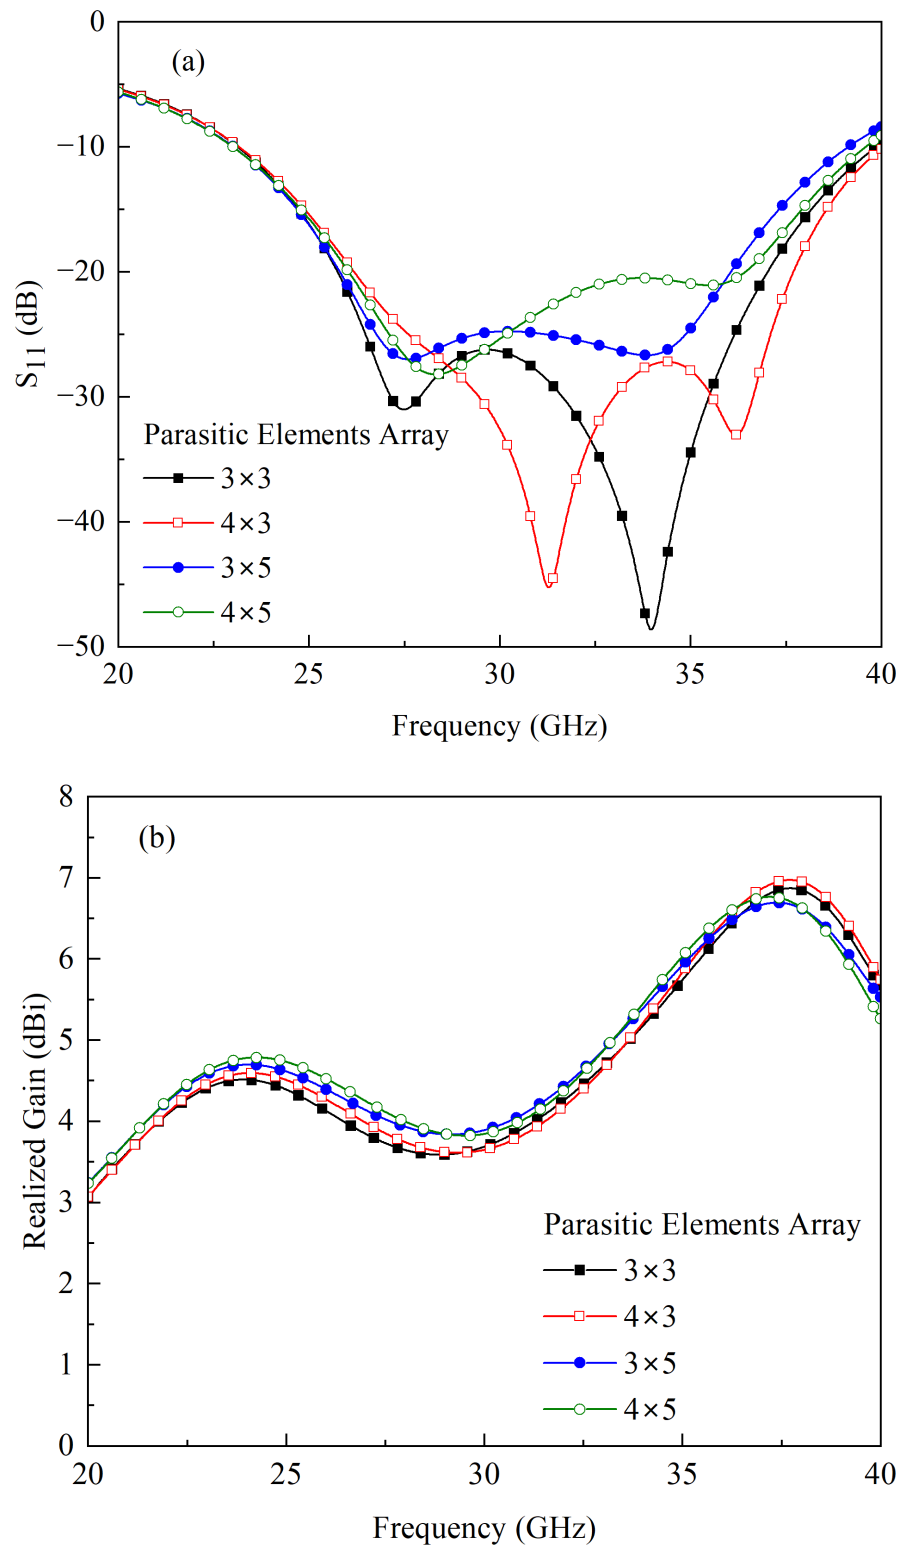 (a)
0
−10
−20
−30
−40
−50
S11 (dB)
Parasitic Elements Array
3×3
4×3
3×5
4×5
20 25 30 35 40
Frequency (GHz)
(b)
8
7
6
5
4
3
2
1
0
Realized Gain (dBi)
Parasitic Elements Array
3×3
4×3
3×5
4×5
20 25 30 35 40
Frequency (GHz)